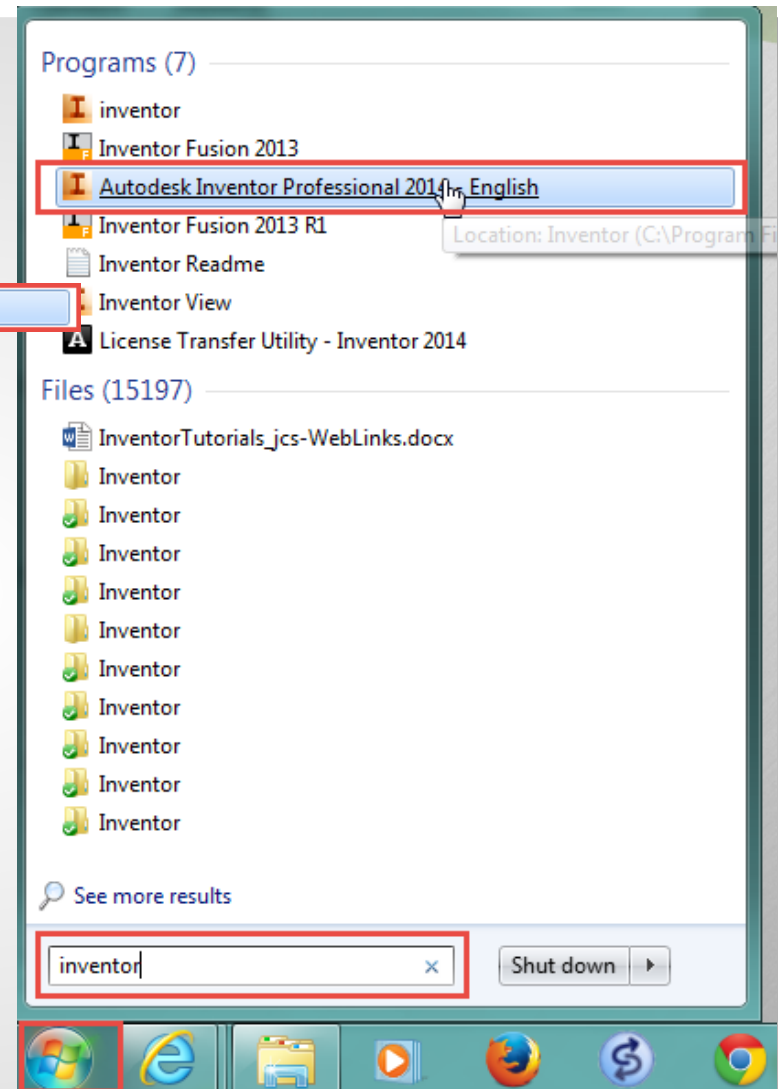 Programs (7)
inventor
Inventor Fusion 2013
Autodesk Inventor Professional 2014 - English
Inventor Fusion 2013 R1
Location: Inventor (C:\Program Fi
Inventor Readme
Inventor View
License Transfer Utility - Inventor 2014
Files (15197)
InventorTutorials_jcs-WebLinks.docx
Inventor
Inventor
Inventor
Inventor
Inventor
Inventor
Inventor
Inventor
Inventor
Inventor
See more results
inventor
Shut down